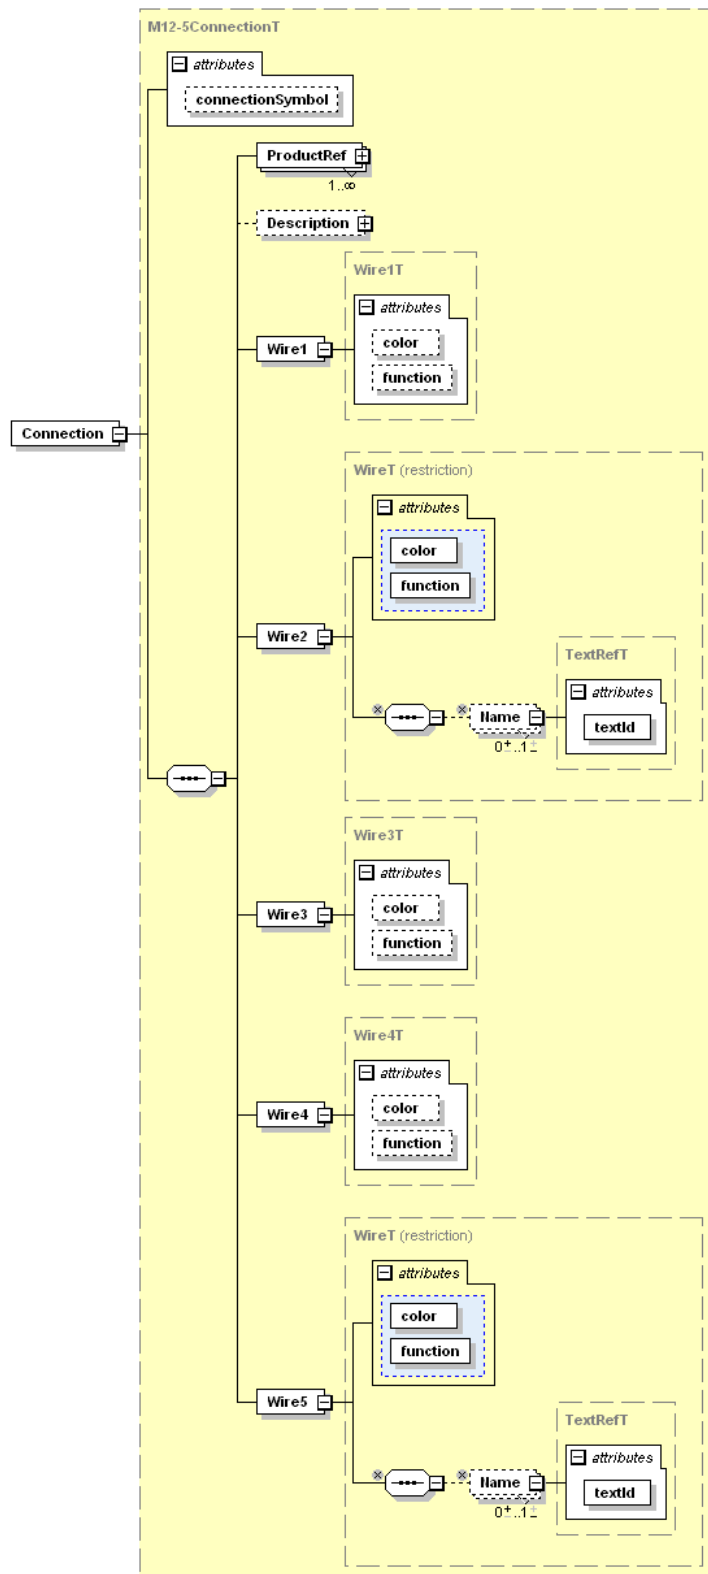 M12-5ConnectionT
attributes
connectionSymbol
ProductRef
1..∞
Description
Wire1T
attributes
Wire1
color
function
Connection
WireT (restriction)
attributes
color
function
Wire2
TextRefT
attributes
Name
textId
0±..1±
Wire3T
attributes
Wire3
color
function
Wire4T
attributes
Wire4
color
function
WireT (restriction)
attributes
color
function
Wire5
TextRefT
attributes
Name
textId
0±..1±